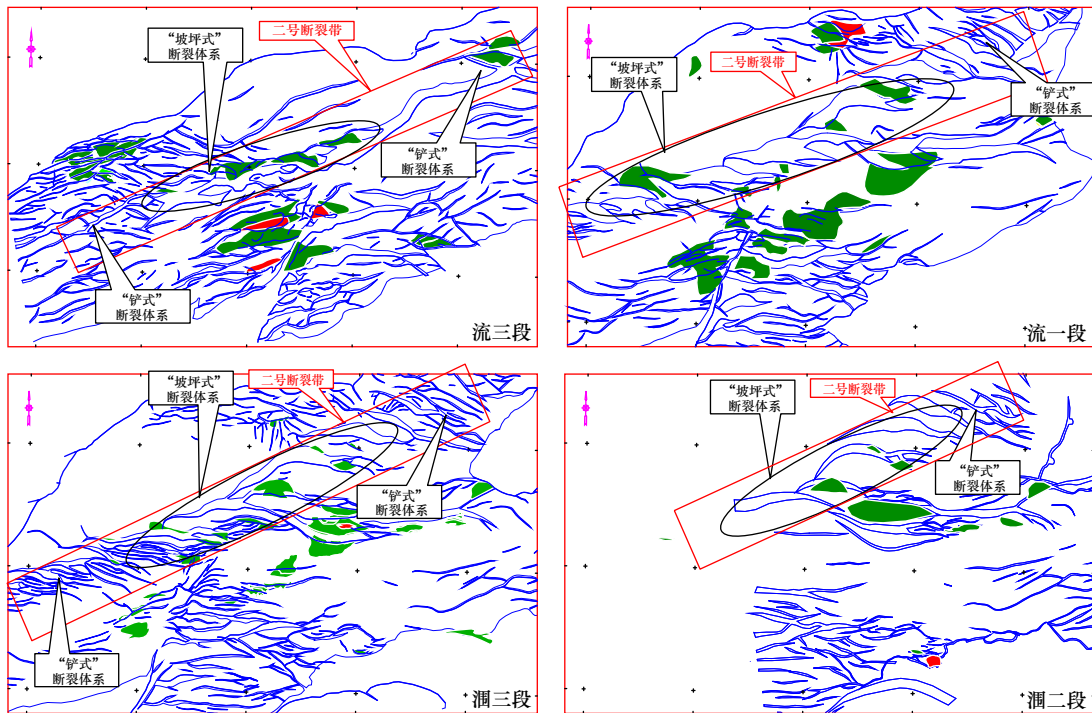 “坡坪式”
断裂体系
二号断裂带
“铲式”
断裂体系
“铲式”
断裂体系
流三段
“坡坪式”
断裂体系
二号断裂带
“铲式”
断裂体系
流一段
“坡坪式”
断裂体系
二号断裂带
“铲式”
断裂体系
“铲式”
断裂体系
涠三段
“坡坪式”
断裂体系
二号断裂带
“铲式”
断裂体系
涠二段